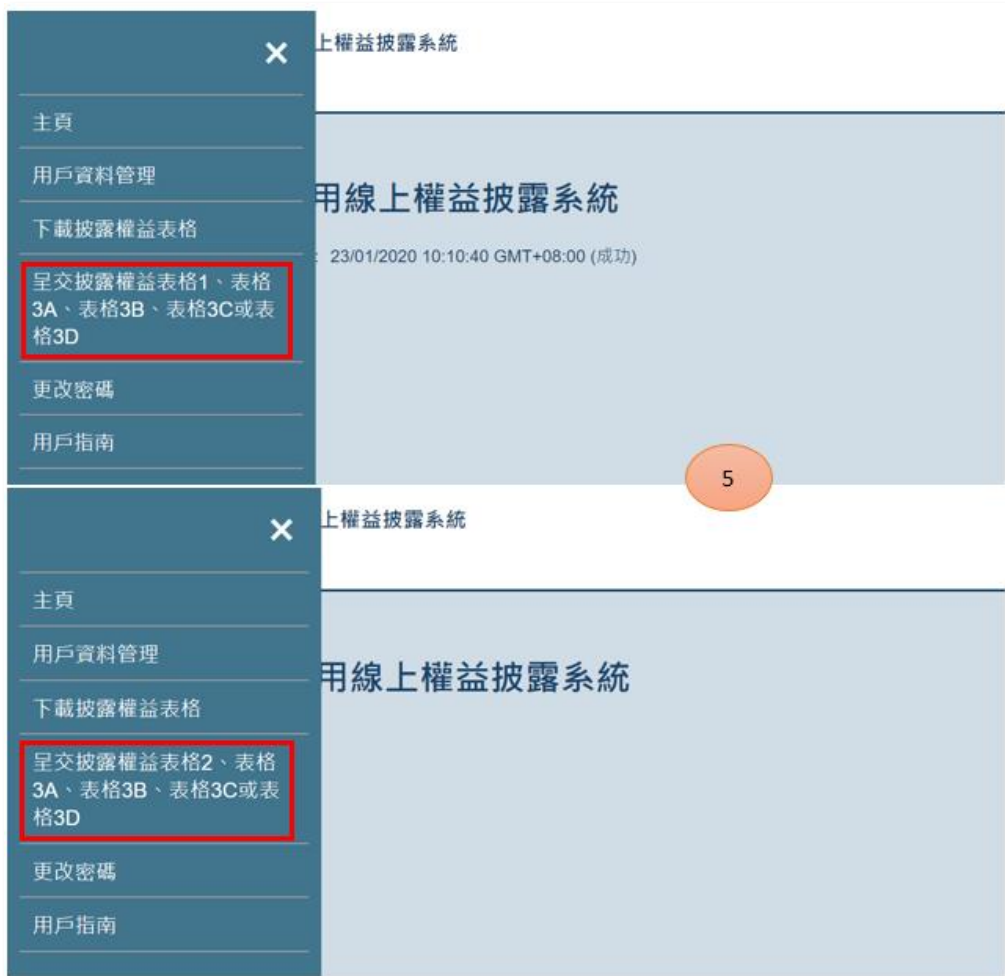 上權益披露系統
主頁
用戶資料管理
下載披露權益表格
呈交披露權益表格1、表格
3A、表格3B、表格3C或表
格3D
更改密碼
用戶指南
用線上權益披露系統
: 23/01/2020 10:10:40 GMT+08:00 (成功)
5
上權益披露系統
主頁
用戶資料管理
下載披露權益表格
呈交披露權益表格2、表格
3A、表格3B、表格3C或表
格3D
更改密碼
用戶指南
用線上權益披露系統